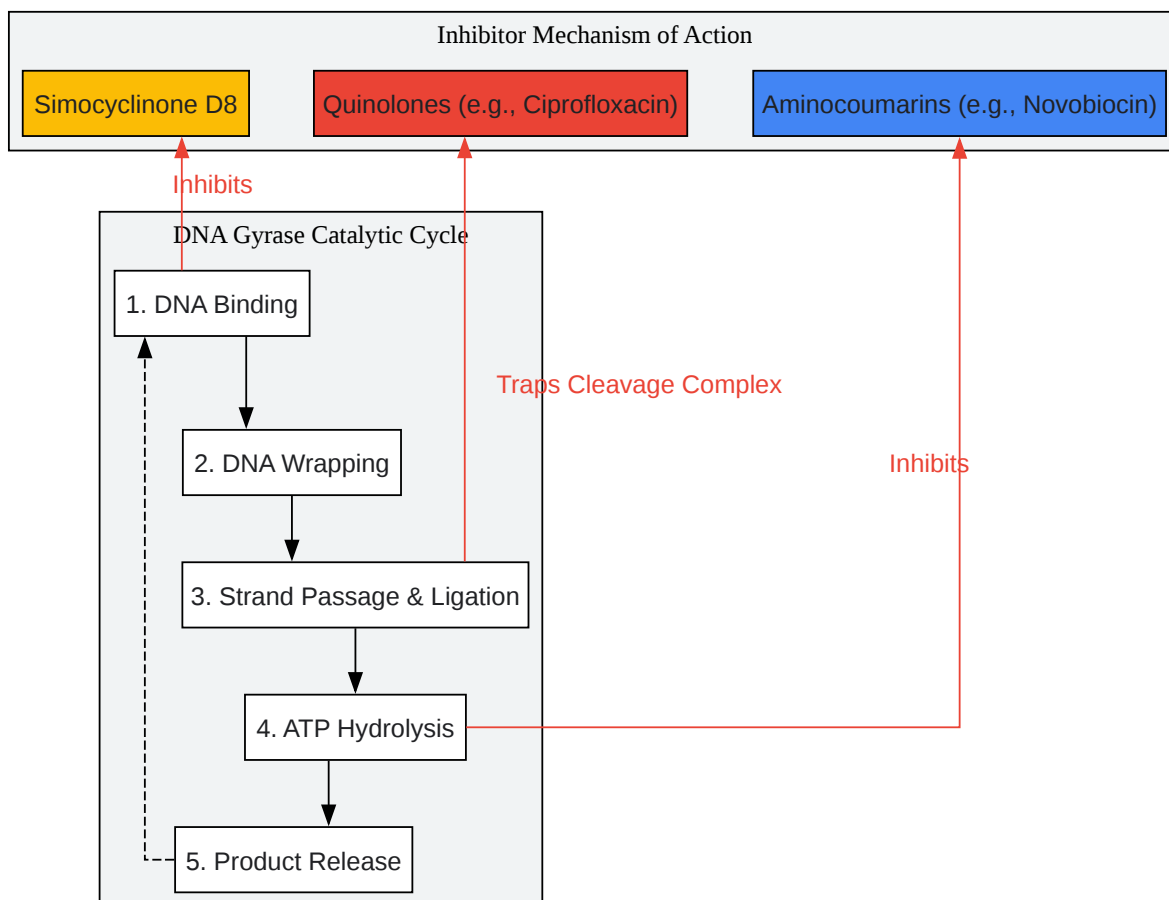 Inhibitor Mechanism of Action
Simocyclinone D8
Quinolones (e.g., Ciprofloxacin)
Aminocoumarins (e.g., Novobiocin)
Inhibits
DNA Gyrase Catalytic Cycle
1. DNA Binding
Traps Cleavage Complex
2. DNA Wrapping
Inhibits
3. Strand Passage & Ligation
4. ATP Hydrolysis
5. Product Release